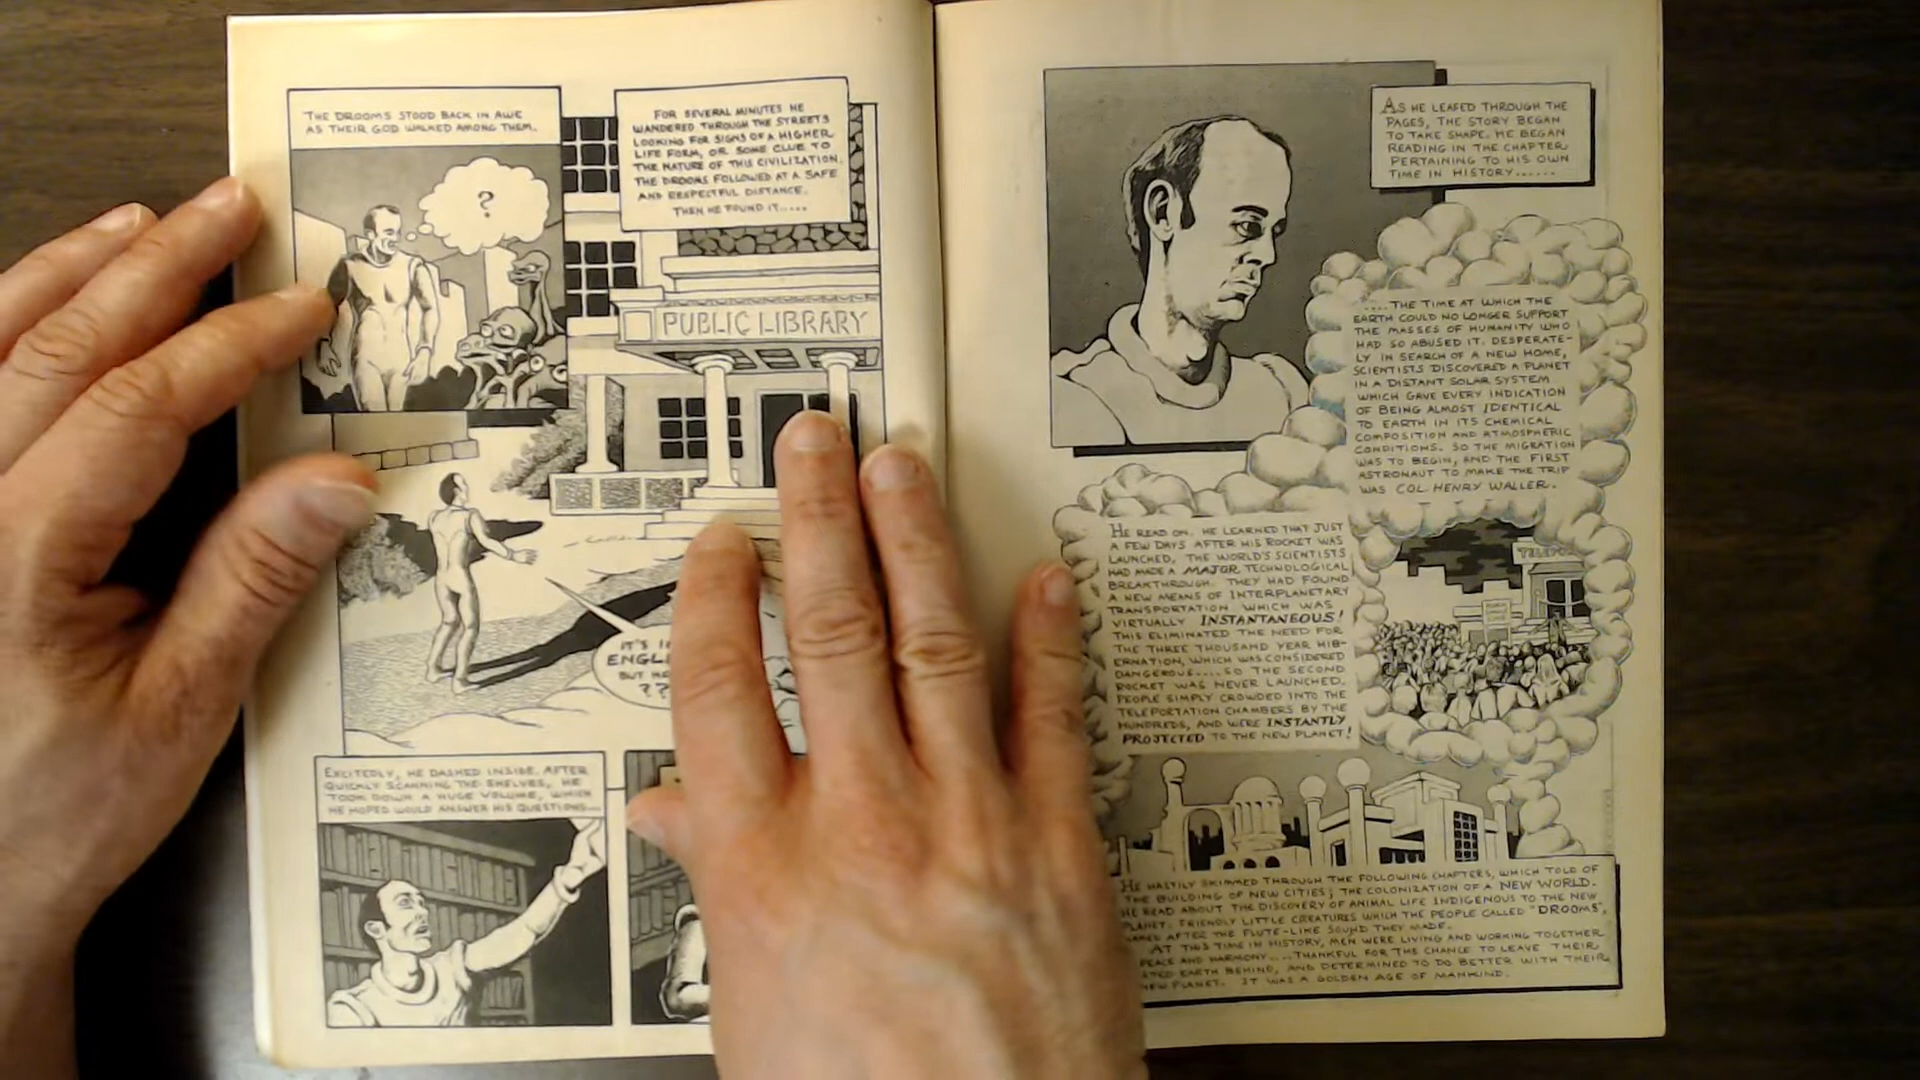 THE DROOMS STOOD BACK IN AWE
AS THEIR GOD WALKED AMONG THEM.
?
FOR SEVERAL MINUTES HE
WANDERED THROUGH THE STREETS
LOOKING FOR SIGNS OF A HIGHER
LIFE FORM, OR SOME CLUE TO
THE NATURE OF THIS CIVILIZATION.
THE DROOMS FOLLOWED AT A SAFE
AND RESPECTFUL DISTANCE.
THEN HE FOUND IT.....
PUBLIC LIBRARY
IT'S
BUT
??
EXCITEDLY, HE DASHED INSIDE. AFTER
QUICKLY SCANNING THE SHELVES, HE
TOOK DOWN A HUGE VOLUME, WHICH
HE HOPED WOULD ANSWER HIS QUESTIONS...
AS HE LEAFED THROUGH THE
PAGES, THE STORY BEGAN
TO TAKE SHAPE. HE BEGAN
READING IN THE CHAPTER
PERTAINING TO HIS OWN
TIME IN HISTORY......
....THE TIME AT WHICH THE
EARTH COULD NO LONGER SUPPORT
THE MASSES OF HUMANITY WHO
HAD SO ABUSED IT. DESPERATE-
LY IN SEARCH OF A NEW HOME,
SCIENTISTS DISCOVERED A PLANET
IN A DISTANT SOLAR SYSTEM
WHICH GAVE EVERY INDICATION
OF BEING ALMOST IDENTICAL
TO EARTH IN ITS CHEMICAL
COMPOSITION AND ATMOSPHERIC
CONDITIONS. SO THE MIGRATION
WAS TO BEGIN, AND THE FIRST
ASTRONAUT TO MAKE THE TRIP
WAS COL. HENRY WALLER.
HE READ ON. HE LEARNED THAT JUST
A FEW DAYS AFTER HIS ROCKET WAS
LAUNCHED, THE WORLD'S SCIENTISTS
HAD MADE A MAJOR TECHNOLOGICAL
BREAKTHROUGH. THEY HAD FOUND
A NEW MEANS OF INTERPLANETARY
TRANSPORTATION WHICH WAS
VIRTUALLY INSTANTANEOUS!
THIS ELIMINATED THE NEED FOR
THE THREE THOUSAND YEAR HIB-
ERNATION, WHICH WAS CONSIDERED
DANGEROUS....SO THE SECOND
ROCKET WAS NEVER LAUNCHED.
PEOPLE SIMPLY CROWDED INTO THE
TELEPORTATION CHAMBERS BY THE
HUNDREDS, AND WERE INSTANTLY
PROJECTED TO THE NEW PLANET!
HE HASTILY SKIMMED THROUGH THE FOLLOWING CHAPTERS, WHICH TOLD OF
THE BUILDING OF NEW CITIES; THE COLONIZATION OF A NEW WORLD.
HE READ ABOUT THE DISCOVERY OF ANIMAL LIFE INDIGENOUS TO THE NEW
PLANET. FRIENDLY LITTLE CREATURES WHICH THE PEOPLE CALLED "DROOMS",
NAMED AFTER THE FLUTE-LIKE SOUND THEY MADE.
AT THIS TIME IN HISTORY, MEN WERE LIVING AND WORKING TOGETHER
PEACE AND HARMONY....THANKFUL FOR THE CHANCE TO LEAVE THEIR
EARTH BEHIND, AND DETERMINED TO DO BETTER WITH THEIR
NEW PLANET. IT WAS A GOLDEN AGE OF MANKIND.